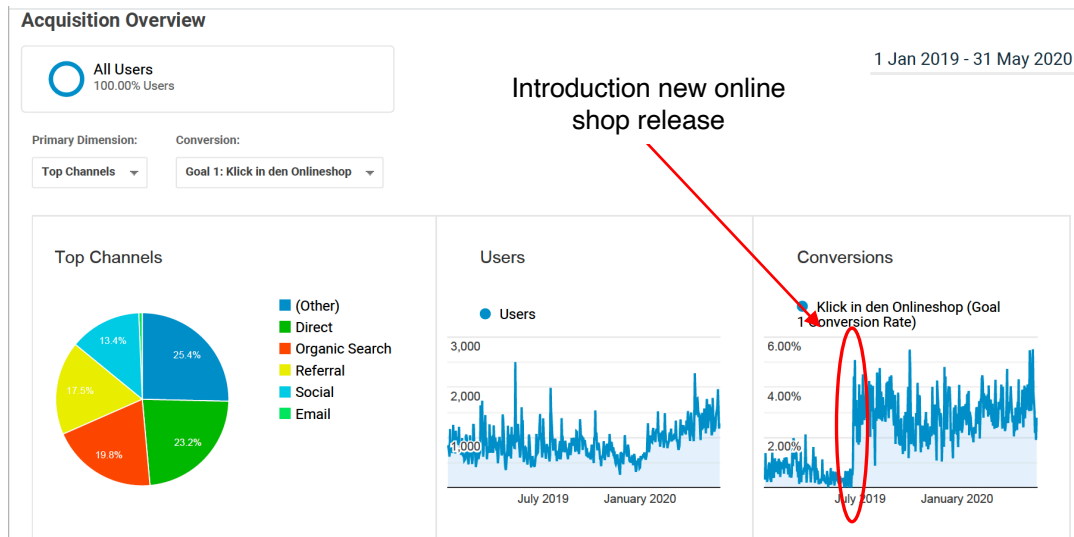 Acquisition Overview
All Users
100.00% Users
1 Jan 2019 - 31 May 2020
Introduction new online
shop release
Primary Dimension:
Conversion:
Top Channels
Goal 1: Klick in den Onlineshop
Top Channels
25.4%
23.2%
19.8%
17.5%
13.4%
(Other)
Direct
Organic Search
Referral
Social
Email
Users
Users
3,000
2,000
1,000
July 2019
January 2020
Conversions
Klick in den Onlineshop (Goal
1 Conversion Rate)
6.00%
4.00%
2.00%
July 2019
January 2020